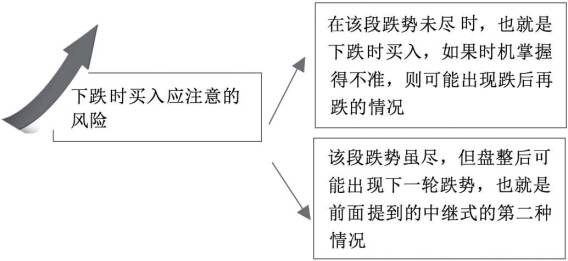 下跌时买入应注意的
风险
在该段跌势未尽时，也就是
下跌时买入，如果时机掌握
得不准，则可能出现跌后再
跌的情况
该段跌势虽尽，但盘整后可
能出现下一轮跌势，也就是
前面提到的中继式的第二种
情况